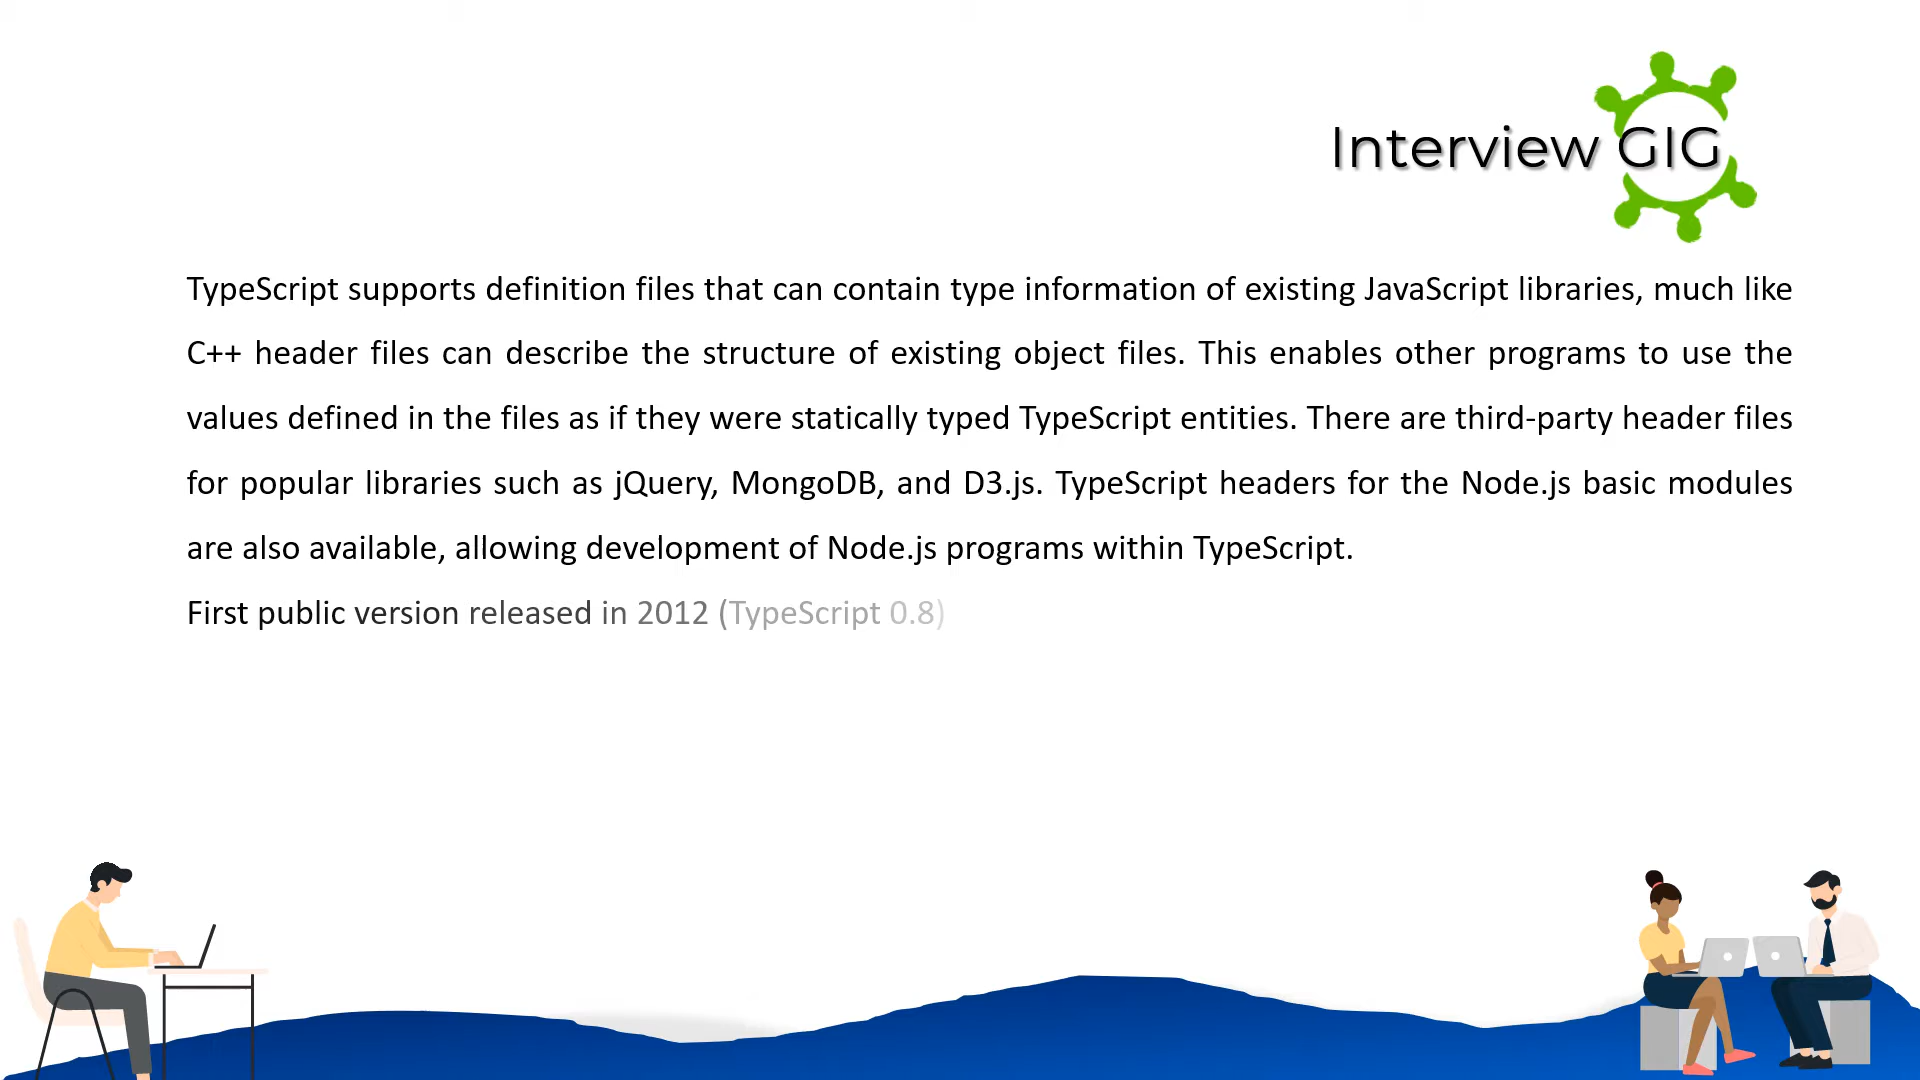 Interview GIG
TypeScript supports definition files that can contain type information of existing JavaScript libraries, much like
C++ header files can describe the structure of existing object files. This enables other programs to use the
values defined in the files as if they were statically typed TypeScript entities. There are third-party header files
for popular libraries such as jQuery, MongoDB, and D3.js. TypeScript headers for the Node.js basic modules
are also available, allowing development of Node.js programs within TypeScript.
First public version released in 2012 (TypeScript 0.8)